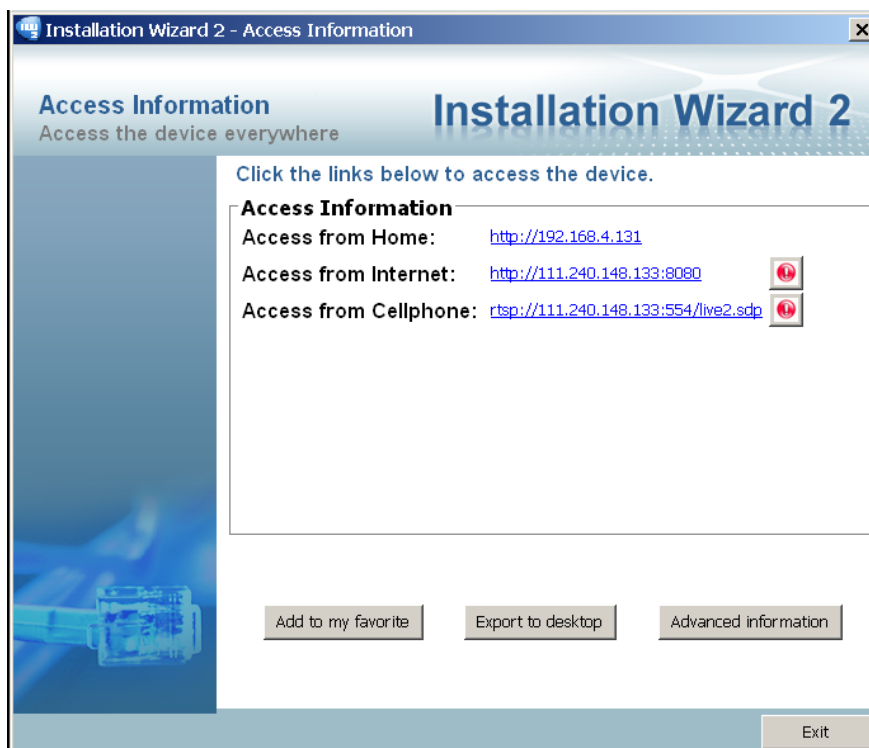 Installation Wizard 2 - Access Information
Access Information
Installation Wizard 2
Access the device everywhere
Click the links below to access the device.
Access Information
Access from Home: http://192.168.4.131
Access from Internet: http://111.240.148.133:8080
Access from Cellphone: rtsp://111.240.148.133:554/live2.sdp
Add to my favorite Export to desktop Advanced information
Exit